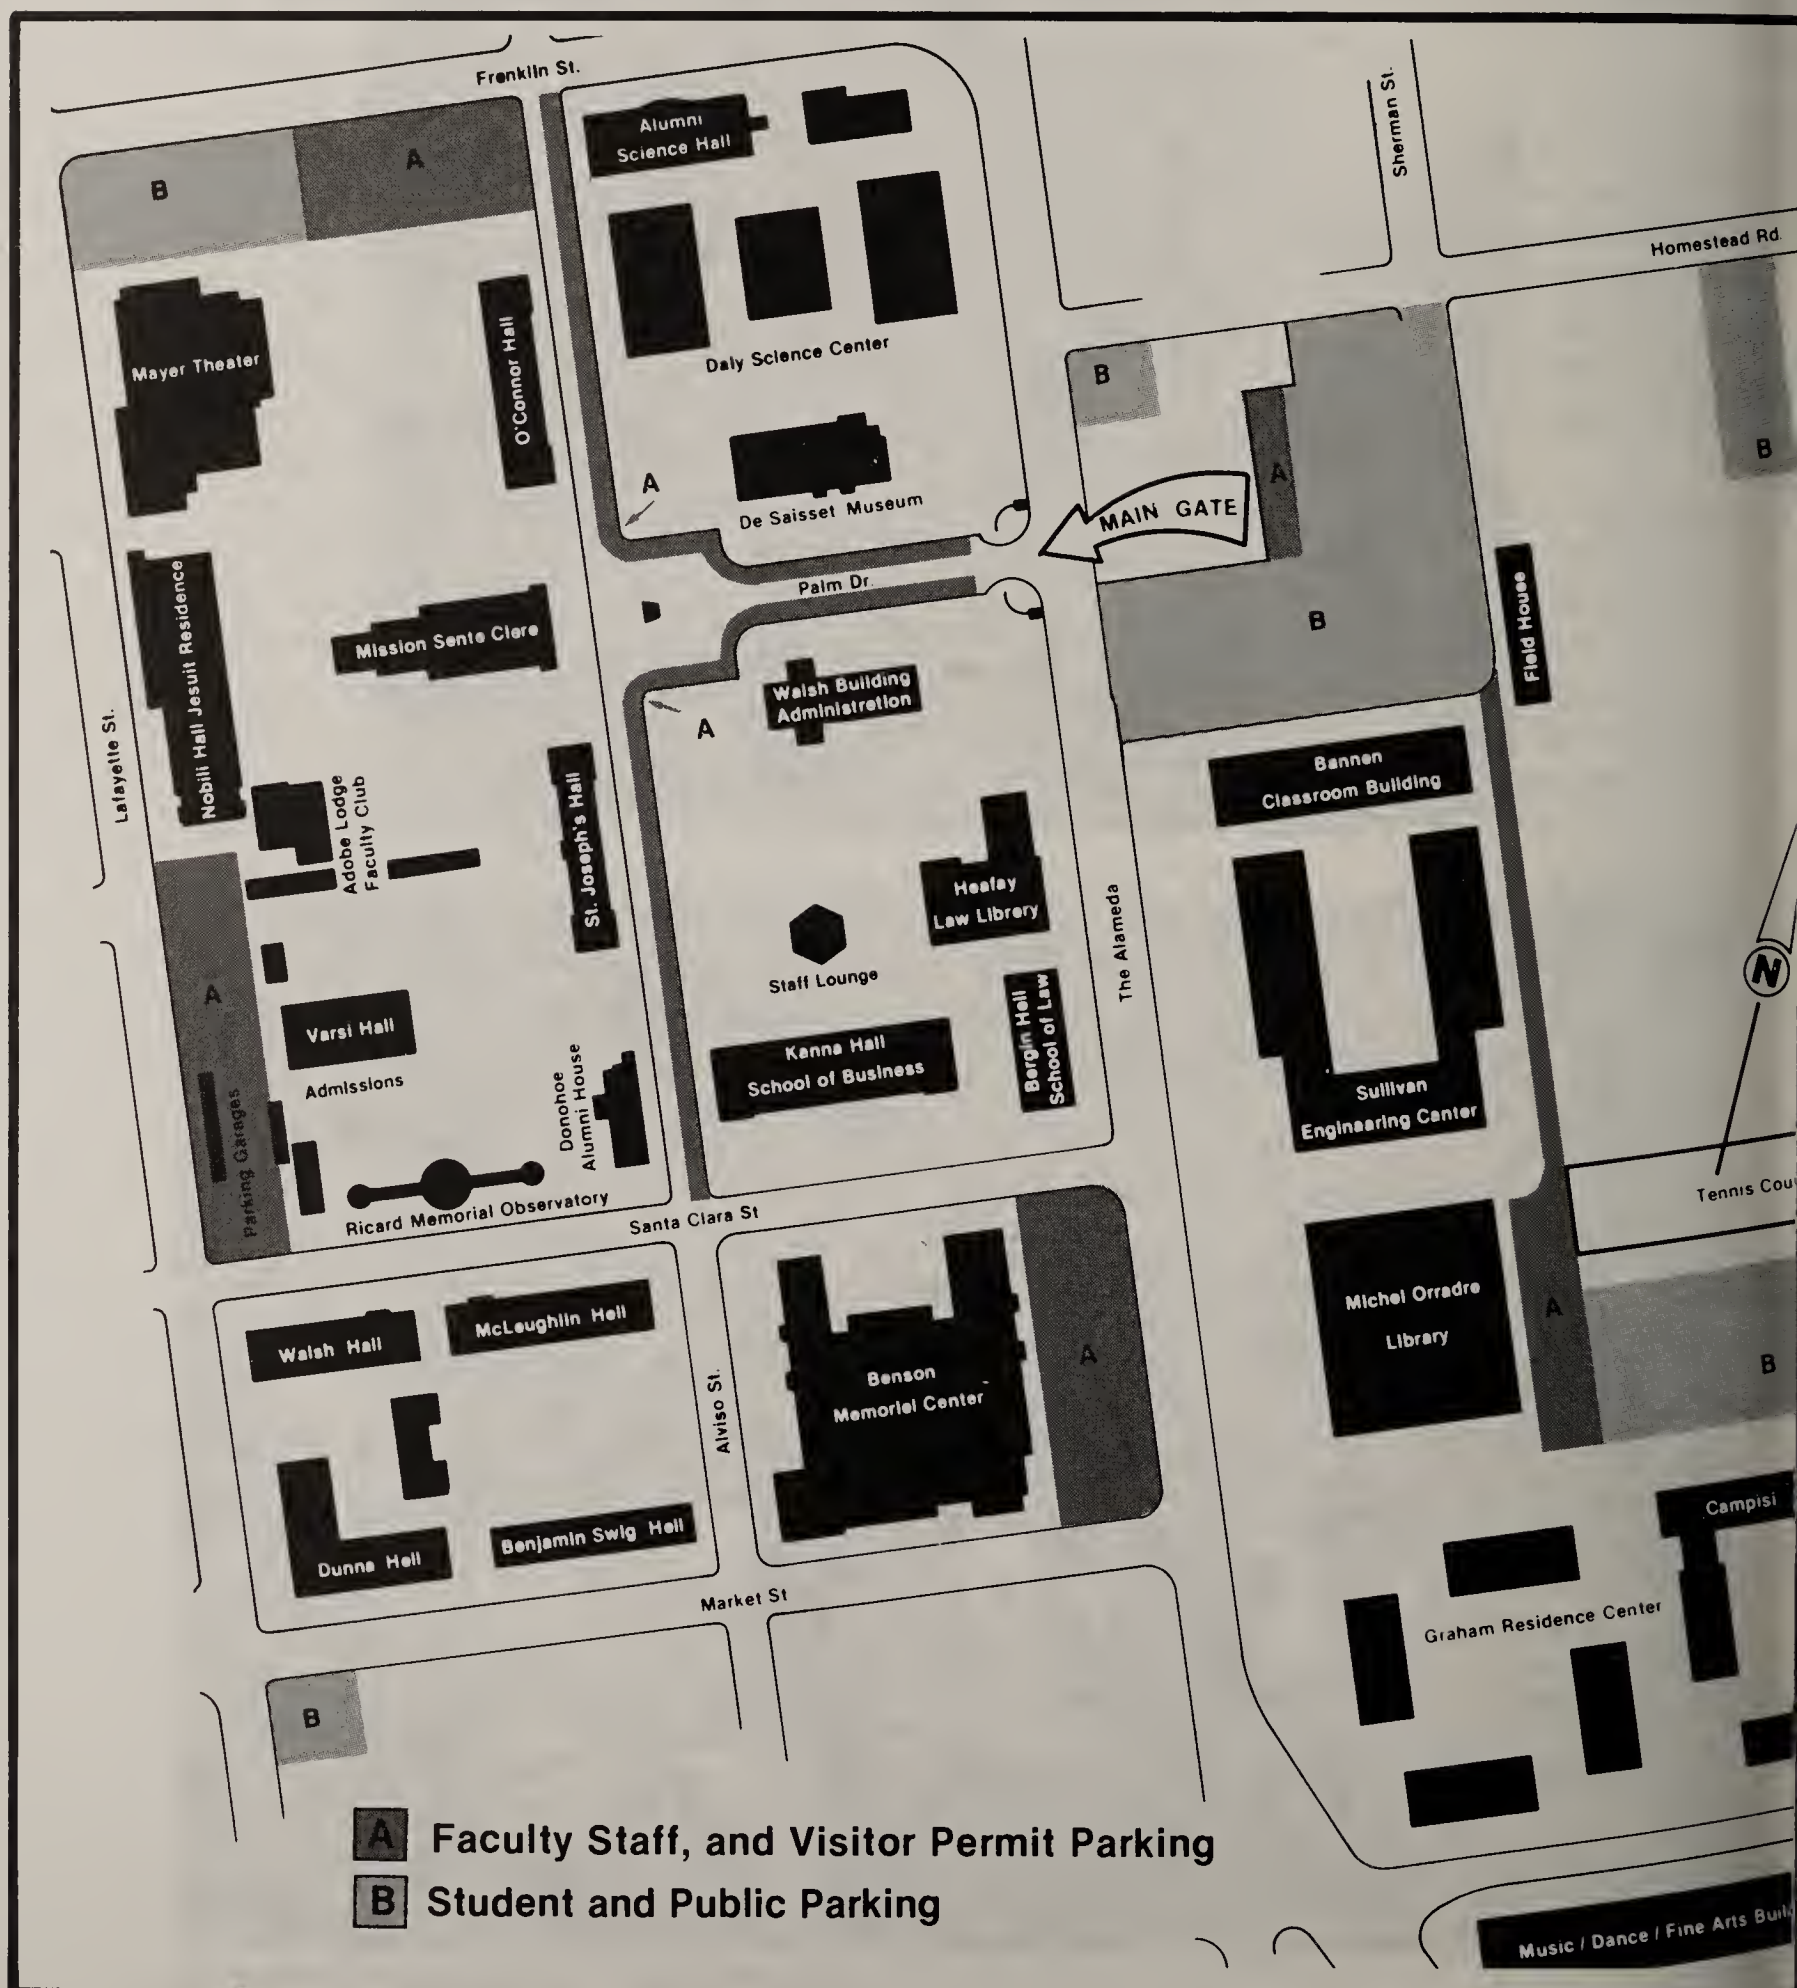 Franklin St.
Alumni
Science Hall
Sherman St.
Homestead Rd.
B
A
Mayer Theater
O'Connor Hall
Daly Science Center
B
B
A
De Saisset Museum
A
MAIN GATE
Palm Dr.
B
Field House
Nobili Hall Jesuit Residence
Mission Santa Clara
Walsh Building
Administration
A
Lafayette St.
Adobe Lodge
Faculty Club
St. Joseph's Hall
Bannan
Classroom Building
Heafey
Law Library
The Alameda
Staff Lounge
N
A
Varsi Hall
Admissions
Kenna Hall
School of Business
Bergin Hall
School of Law
Donohoe
Alumni House
Parking Garages
Sullivan
Engineering Center
Ricard Memorial Observatory
Santa Clara St
Tennis Cou
Walsh Hall
McLaughlin Hall
Alviso St.
Benson
Memorial Center
A
Michel Orradre
Library
A
B
Dunne Hall
Benjamin Swig Hall
Campisi
Market St
Graham Residence Center
B
A Faculty Staff, and Visitor Permit Parking
B Student and Public Parking
Music / Dance / Fine Arts Buil